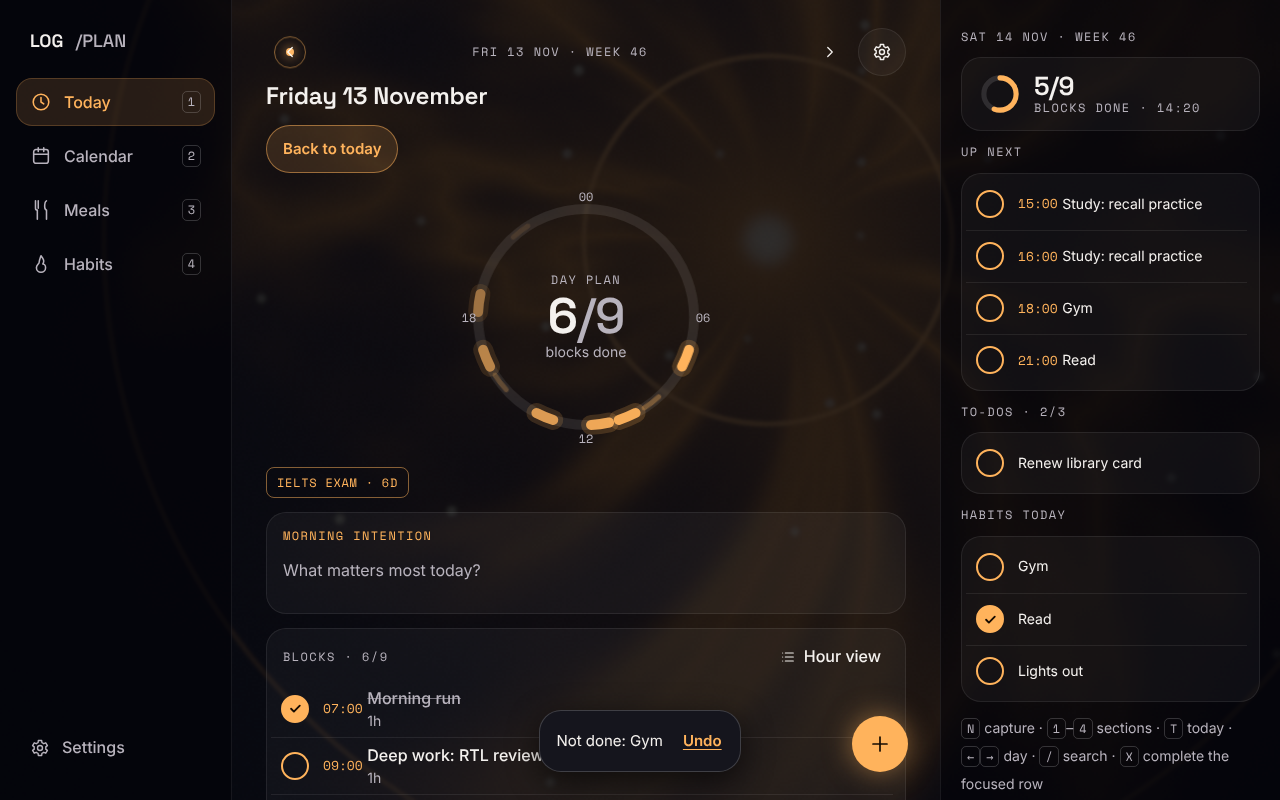 LOG /PLAN
Today 1
Calendar 2
Meals 3
Habits 4
Settings
FRI 13 NOV · WEEK 46
Friday 13 November
Back to today
00
06
12
18
DAY PLAN
6/9
blocks done
IELTS EXAM · 6D
MORNING INTENTION
What matters most today?
BLOCKS · 6/9
Hour view
07:00 Morning run
1h
09:00 Deep work: RTL review
1h
Not done: Gym Undo
SAT 14 NOV · WEEK 46
5/9
BLOCKS DONE · 14:20
UP NEXT
15:00 Study: recall practice
16:00 Study: recall practice
18:00 Gym
21:00 Read
TO-DOS · 2/3
Renew library card
HABITS TODAY
Gym
Read
Lights out
N capture · 1–4 sections · T today ·
← → day · / search · X complete the
focused row